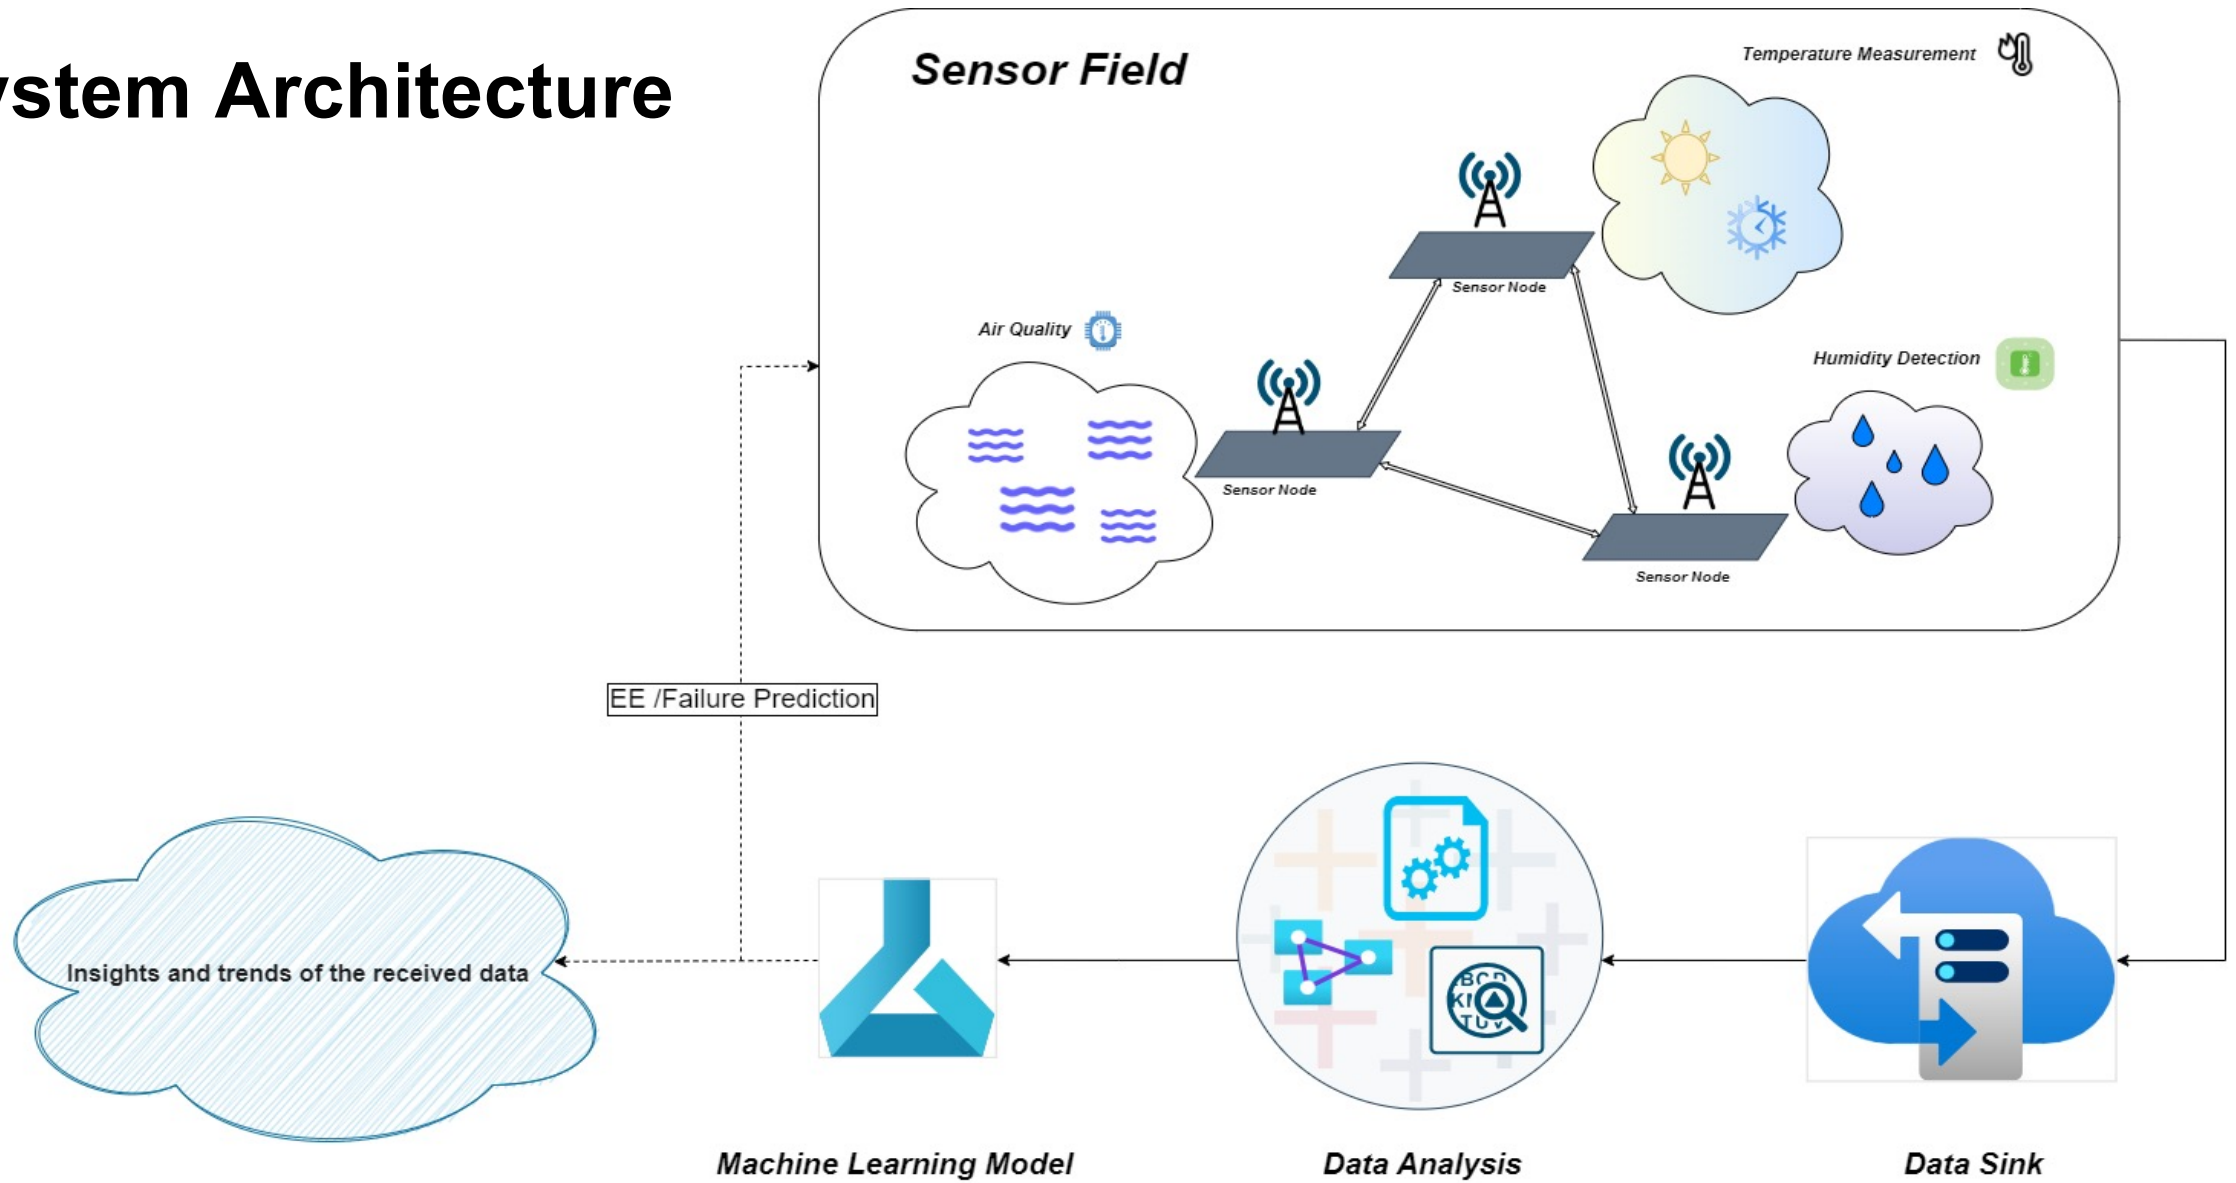 ystem Architecture
Sensor Field
Temperature Measurement
Sensor Node
Air Quality
Humidity Detection
Sensor Node
Sensor Node
EE /Failure Prediction
Insights and trends of the received data
Machine Learning Model
Data Analysis
Data Sink